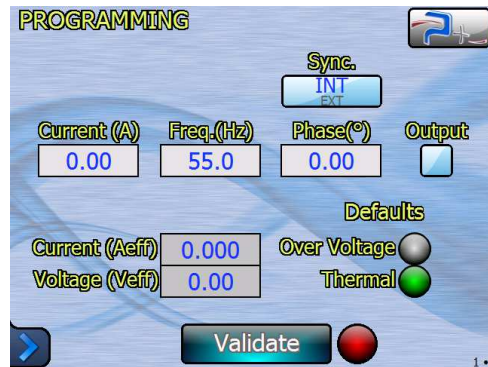 PROGRAMMING
Sync.
INT
EXT
Current (A) Freq.(Hz) Phase(°) Output
0.00 55.0 0.00
Defaults
Current (Aeff) 0.000 Over Voltage
Voltage (Veff) 0.00 Thermal
Validate
1